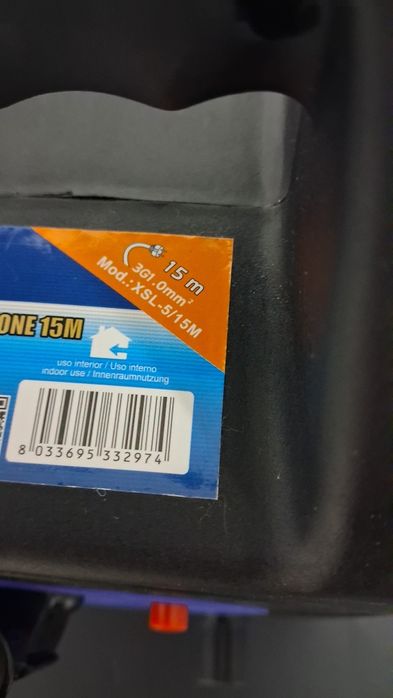 15 m
3G1.0mm²
Mod.:XSL-5/15M
ONE 15M
uso interior / Uso interno
indoor use / Innenraumnutzung
8 033695 332974